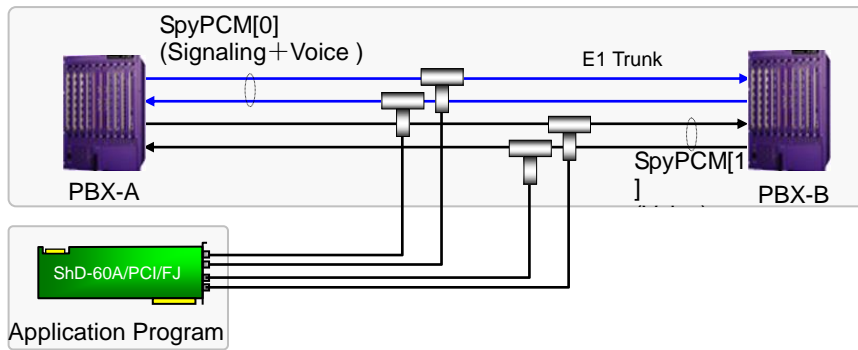 SpyPCM[0]
(Signaling＋Voice )
E1 Trunk
PBX-A
SpyPCM[1
]
PBX-B
ShD-60A/PCI/FJ
Application Program